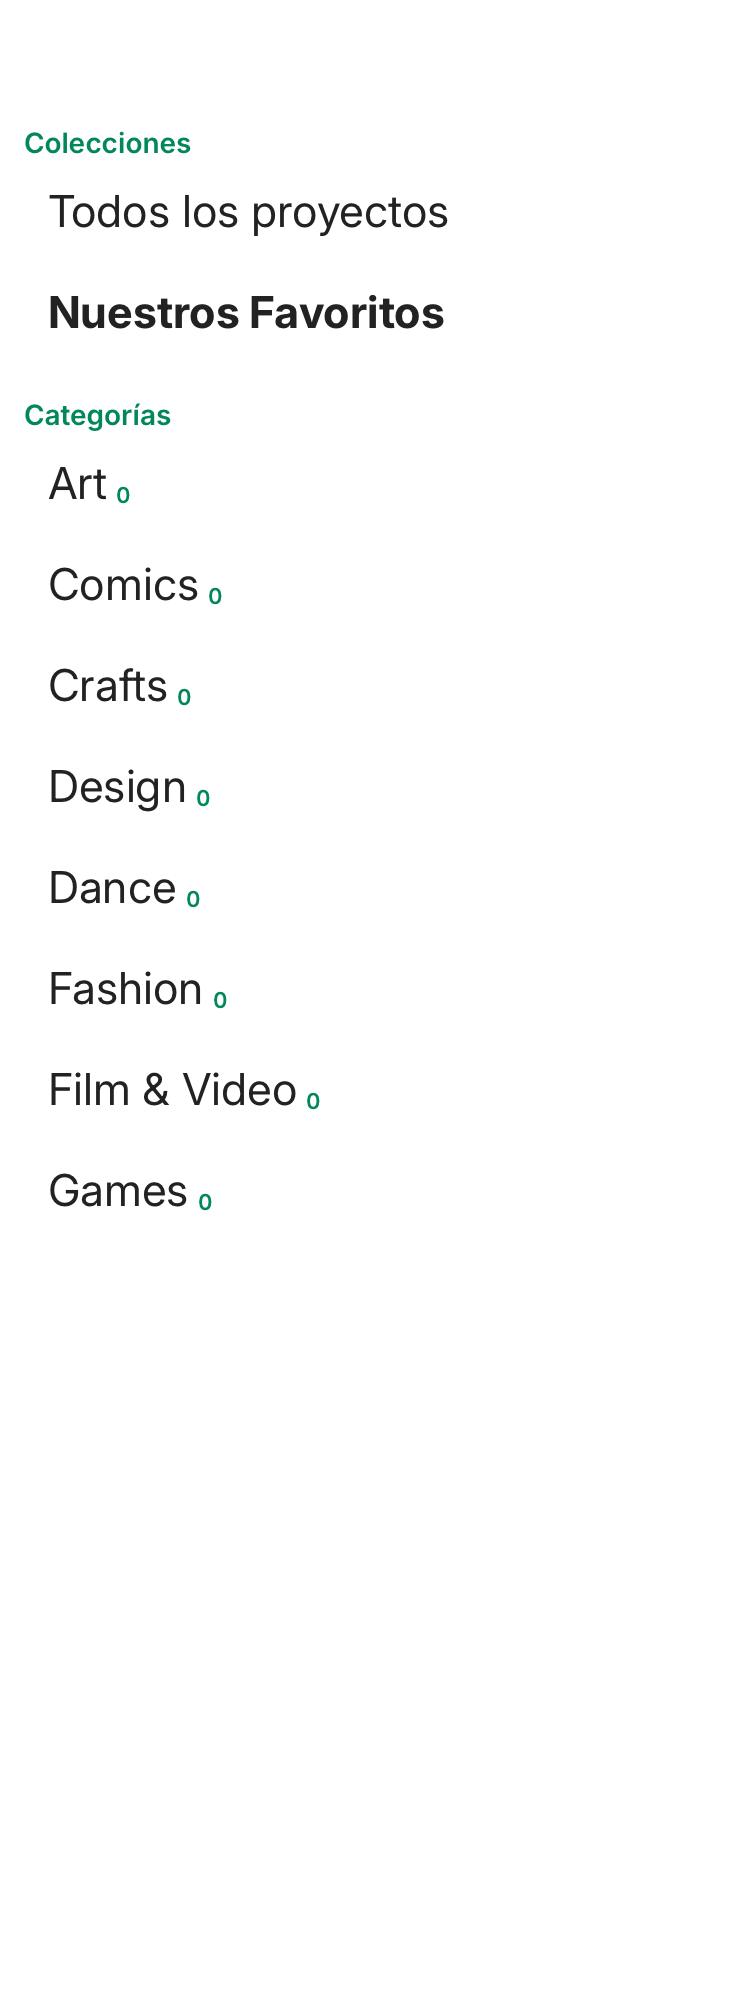 Colecciones
Todos los proyectos
Nuestros Favoritos
Categorías
Art 0
Comics 0
Crafts 0
Design 0
Dance 0
Fashion 0
Film & Video 0
Games 0